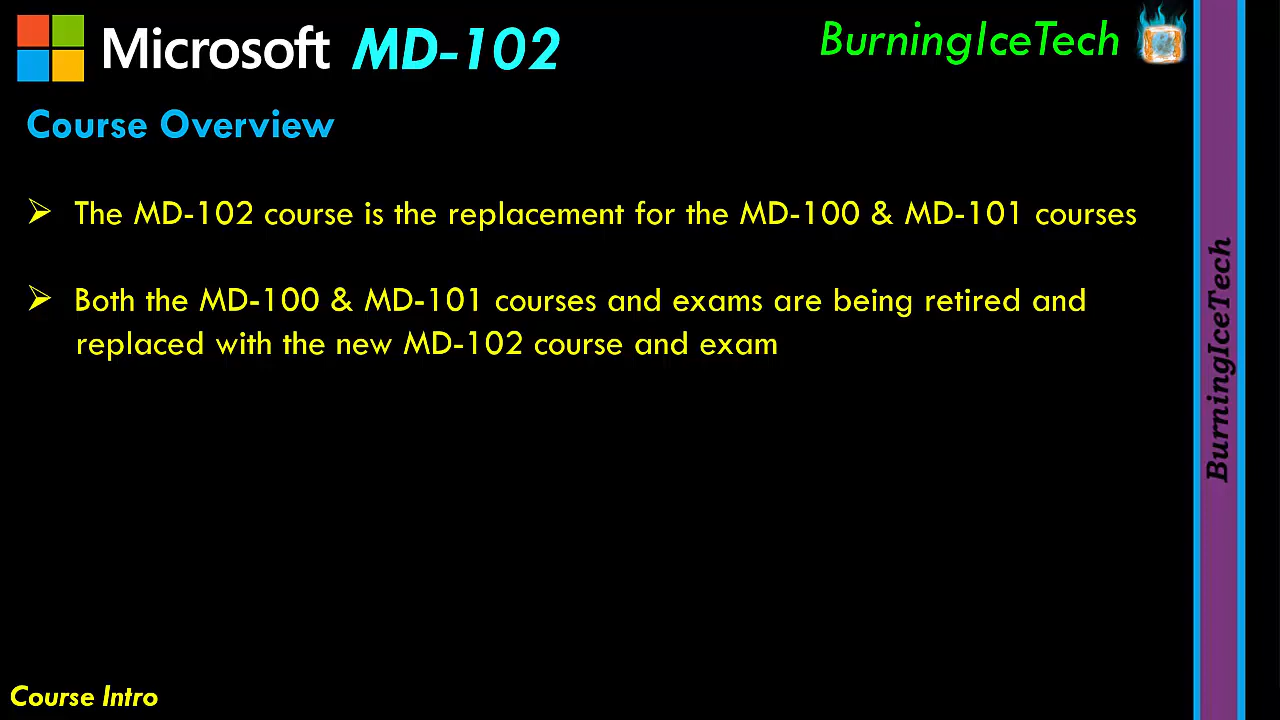 Microsoft MD-102
BurningIceTech
Course Overview
➢ The MD-102 course is the replacement for the MD-100 & MD-101 courses
➢ Both the MD-100 & MD-101 courses and exams are being retired and
replaced with the new MD-102 course and exam
BurningIceTech
Course Intro